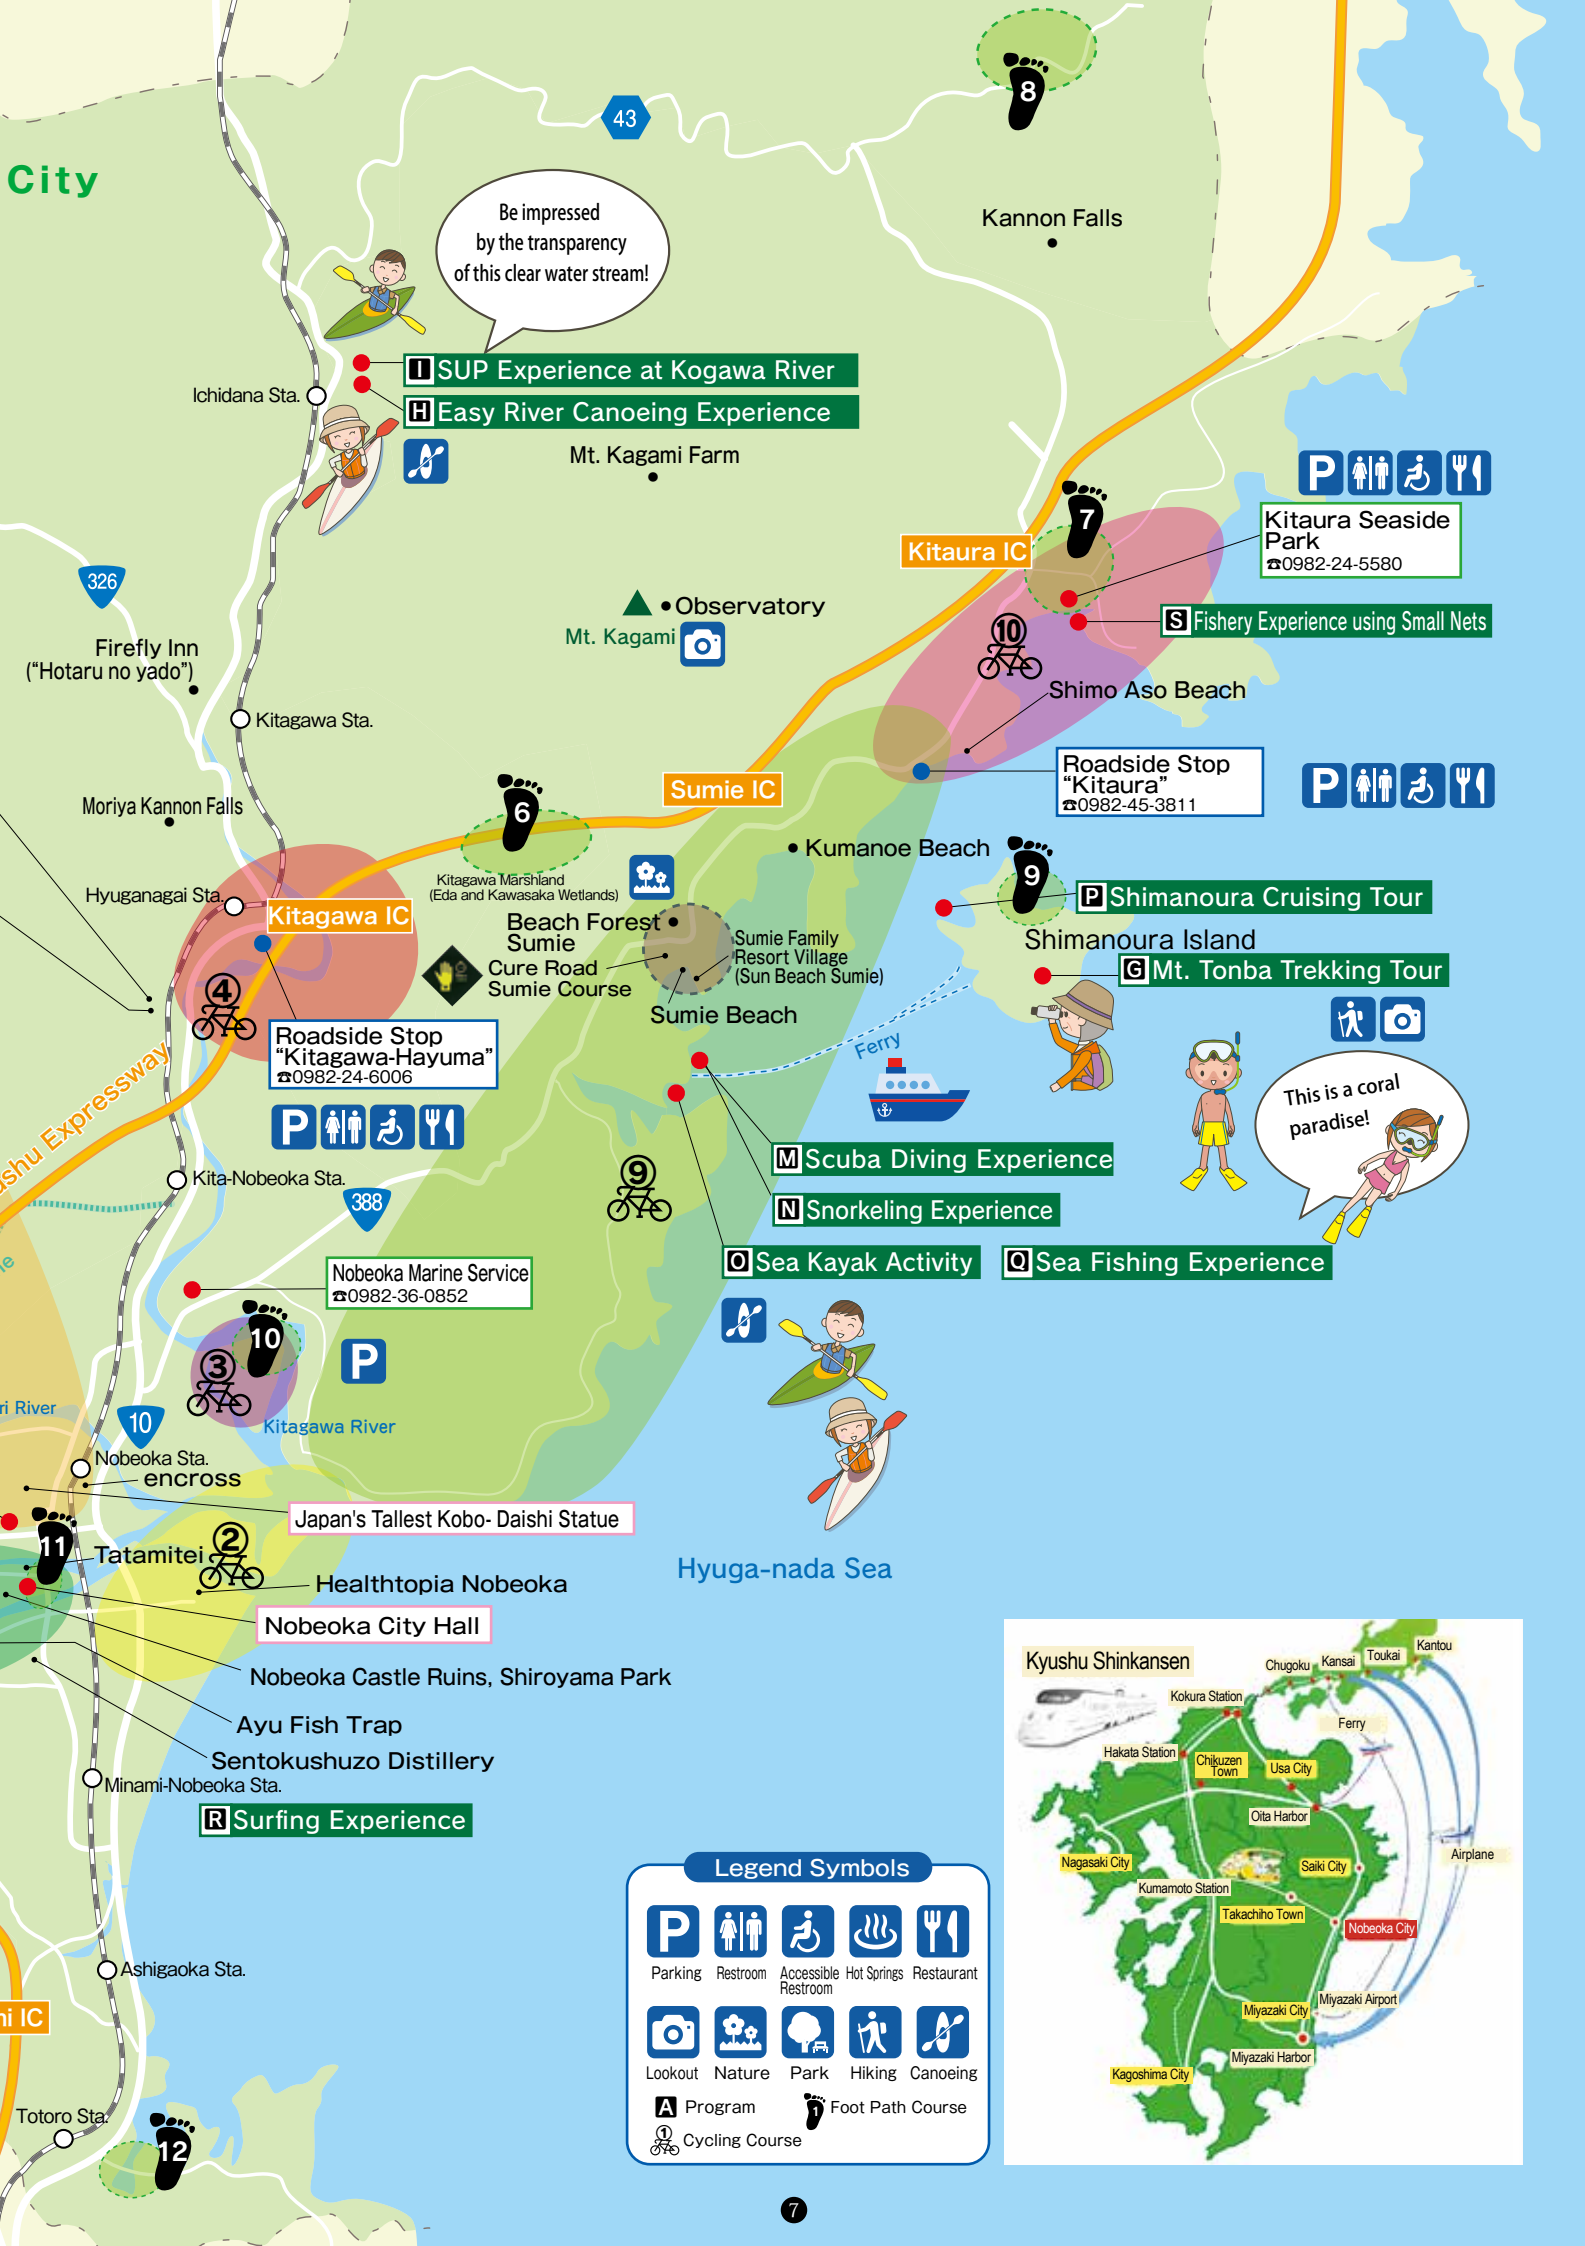 City
43
8
Kannon Falls
Be impressed
by the transparency
of this clear water stream!
I SUP Experience at Kogawa River
H Easy River Canoeing Experience
Ichidana Sta.
Mt. Kagami Farm
Kitaura IC
7
Kitaura Seaside
Park
☎0982-24-5580
S Fishery Experience using Small Nets
10
326
Observatory
Mt. Kagami
Firefly Inn
("Hotaru no yado")
Kitagawa Sta.
Shimo Aso Beach
Roadside Stop
"Kitaura"
☎0982-45-3811
Sumie IC
6
Moriya Kannon Falls
Kitagawa Marshland
(Eda and Kawasaka Wetlands)
Kumanoe Beach
9
P Shimanoura Cruising Tour
Shimanoura Island
G Mt. Tonba Trekking Tour
Hyuganagai Sta.
Kitagawa IC
Beach Forest
Sumie
Cure Road
Sumie Course
Sumie Family
Resort Village
(Sun Beach Sumie)
Sumie Beach
4
Roadside Stop
"Kitagawa-Hayuma"
☎0982-24-6006
Ferry
This is a coral
paradise!
shu Expressway
Kita-Nobeoka Sta.
388
9
M Scuba Diving Experience
N Snorkeling Experience
O Sea Kayak Activity
Q Sea Fishing Experience
Nobeoka Marine Service
☎0982-36-0852
10
3
P
Kitagawa River
ri River
10
Nobeoka Sta.
encross
Japan's Tallest Kobo- Daishi Statue
11
Tatamitei
2
Healthtopia Nobeoka
Nobeoka City Hall
Nobeoka Castle Ruins, Shiroyama Park
Ayu Fish Trap
Sentokushuzo Distillery
Minami-Nobeoka Sta.
R Surfing Experience
Hyuga-nada Sea
Ashigaoka Sta.
ni IC
Totoro Sta.
12
Legend Symbols
P
Parking
Restroom
Accessible
Restroom
Hot Springs
Restaurant
Lookout
Nature
Park
Hiking
Canoeing
A Program
1 Foot Path Course
1 Cycling Course
Kyushu Shinkansen
Chugoku
Kansai
Toukai
Kantou
Kokura Station
Ferry
Hakata Station
Chikuzen
Town
Usa City
Oita Harbor
Airplane
Nagasaki City
Saiki City
Kumamoto Station
Takachiho Town
Nobeoka City
Miyazaki City
Miyazaki Airport
Miyazaki Harbor
Kagoshima City
7